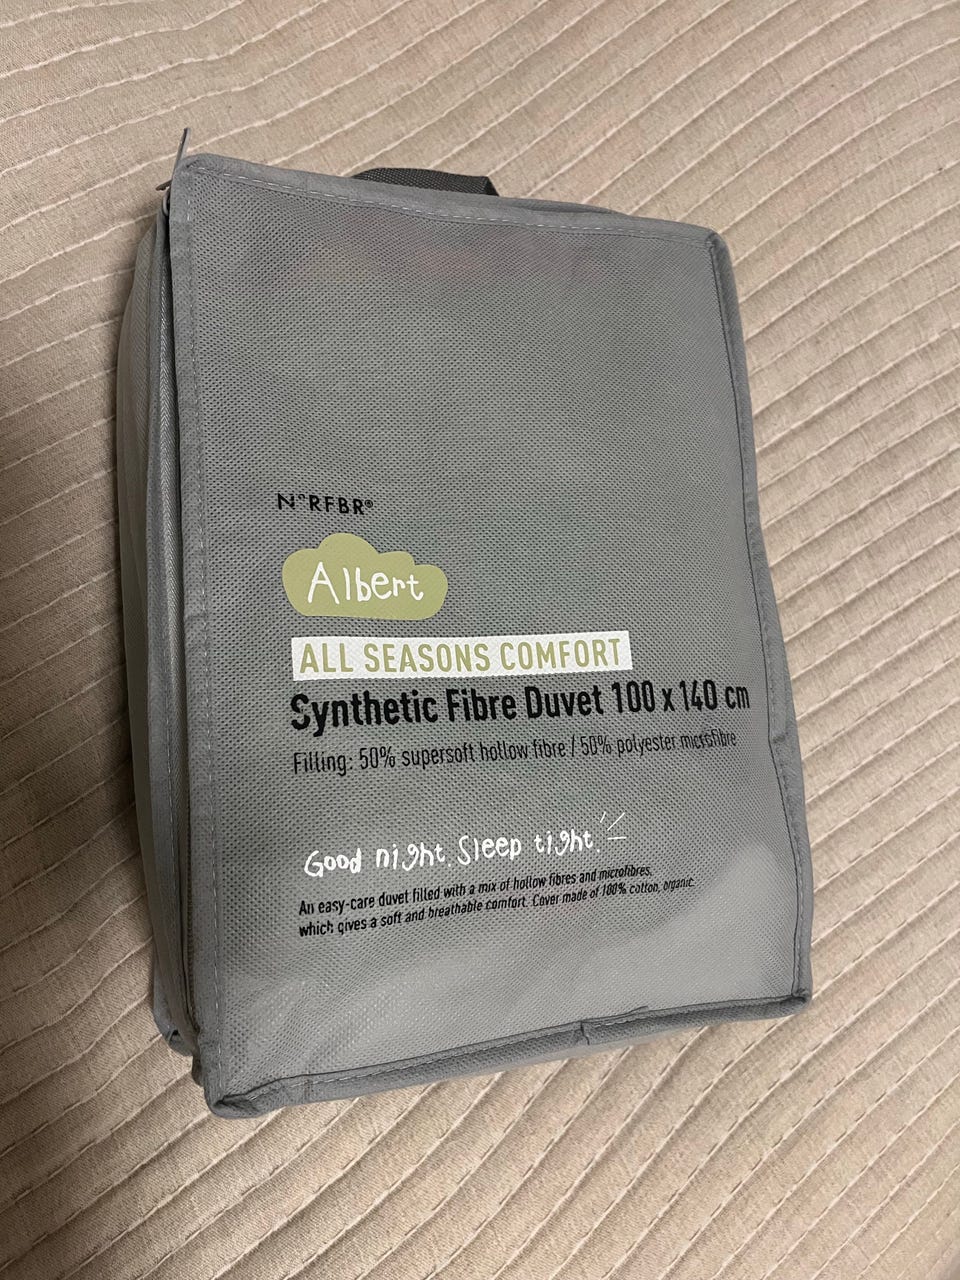 N°RFBR®
Albert
ALL SEASONS COMFORT
Synthetic Fibre Duvet 100 x 140 cm
Filling: 50% supersoft hollow fibre / 50% polyester microfibre
Good night. Sleep tight.
An easy-care duvet filled with a mix of hollow fibres and microfibres,
which gives a soft and breathable comfort. Cover made of 100% cotton, organic.